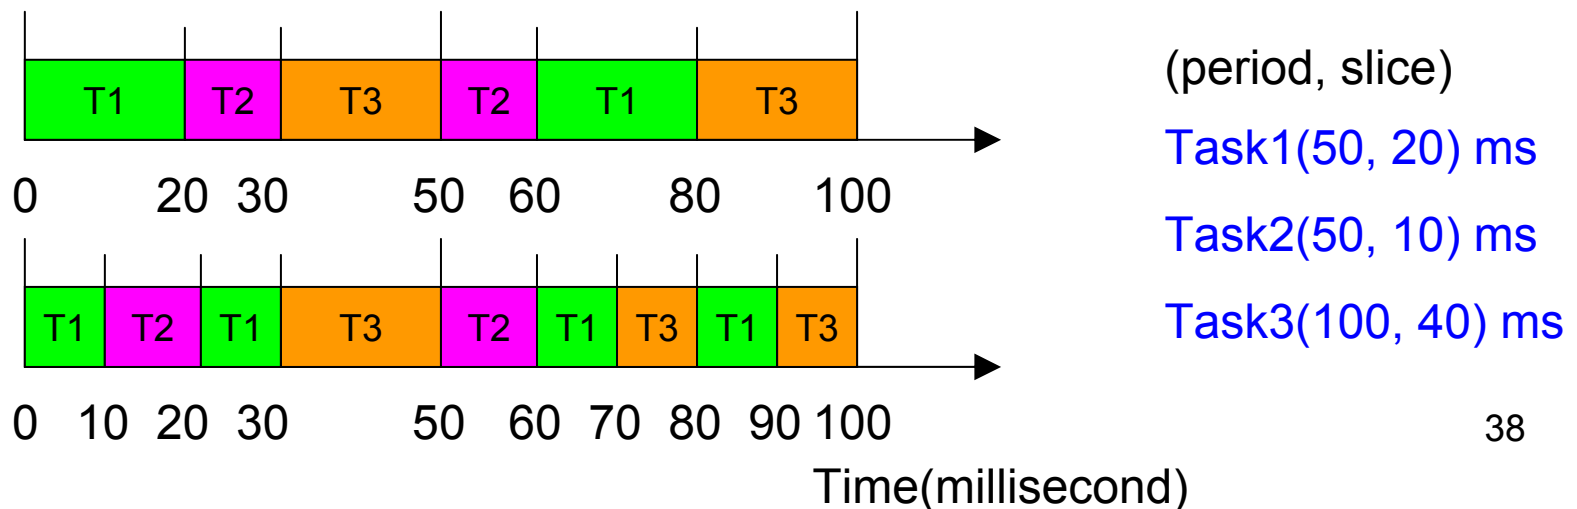 T1 T2 T3 T2 T1 T3
0 20 30 50 60 80 100
T1 T2 T1 T3 T2 T1 T3 T1 T3
0 10 20 30 50 60 70 80 90 100
Time(millisecond)
(period, slice)
Task1(50, 20) ms
Task2(50, 10) ms
Task3(100, 40) ms
38